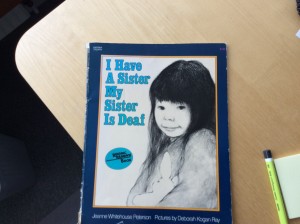 I Have
A Sister
My
Sister
Is Deaf
Jeanne Whitehouse Peterson Pictures by Deborah Kogan Ray